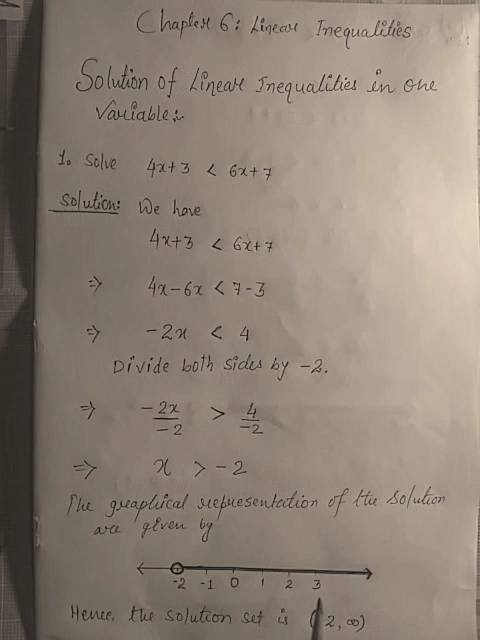 Chapter 6: Linear Inequalities
Solution of Linear Inequalities in one
Variable:-
1. Solve 4x+3 < 6x+7
Solution: We have
4x+3 < 6x+7
⇒ 4x-6x < 7-3
⇒ -2x < 4
Divide both sides by -2.
⇒ -2x/-2 > 4/-2
⇒ x > -2
The graphical representation of the solution
are given by
-2 -1 0 1 2 3
Hence, the solution set is (2, ∞)